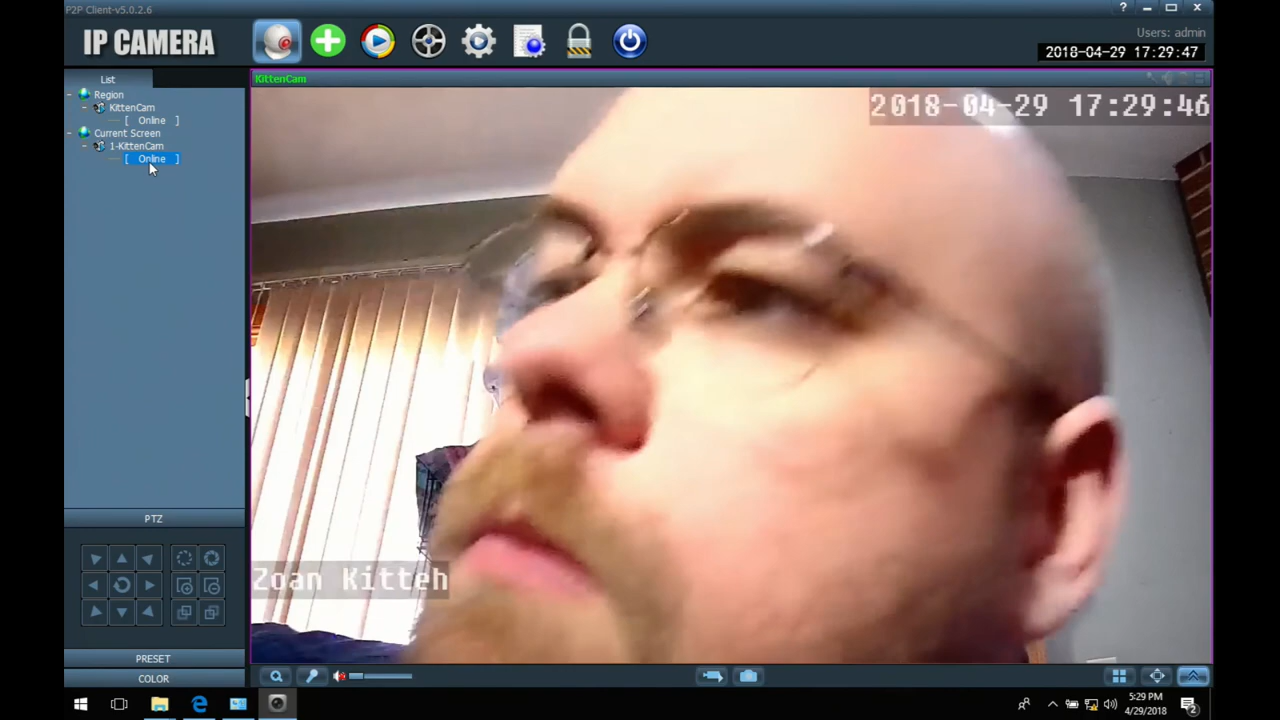 P2P Client-v5.0.2.6
?
IP CAMERA
Users: admin
2018-04-29 17:29:47
List
Region
KittenCam
[ Online ]
Current Screen
1-KittenCam
[ Online ]
KittenCam
2018-04-29 17:29:46
Zoan Kitteh
PTZ
PRESET
COLOR
5:29 PM
4/29/2018
2